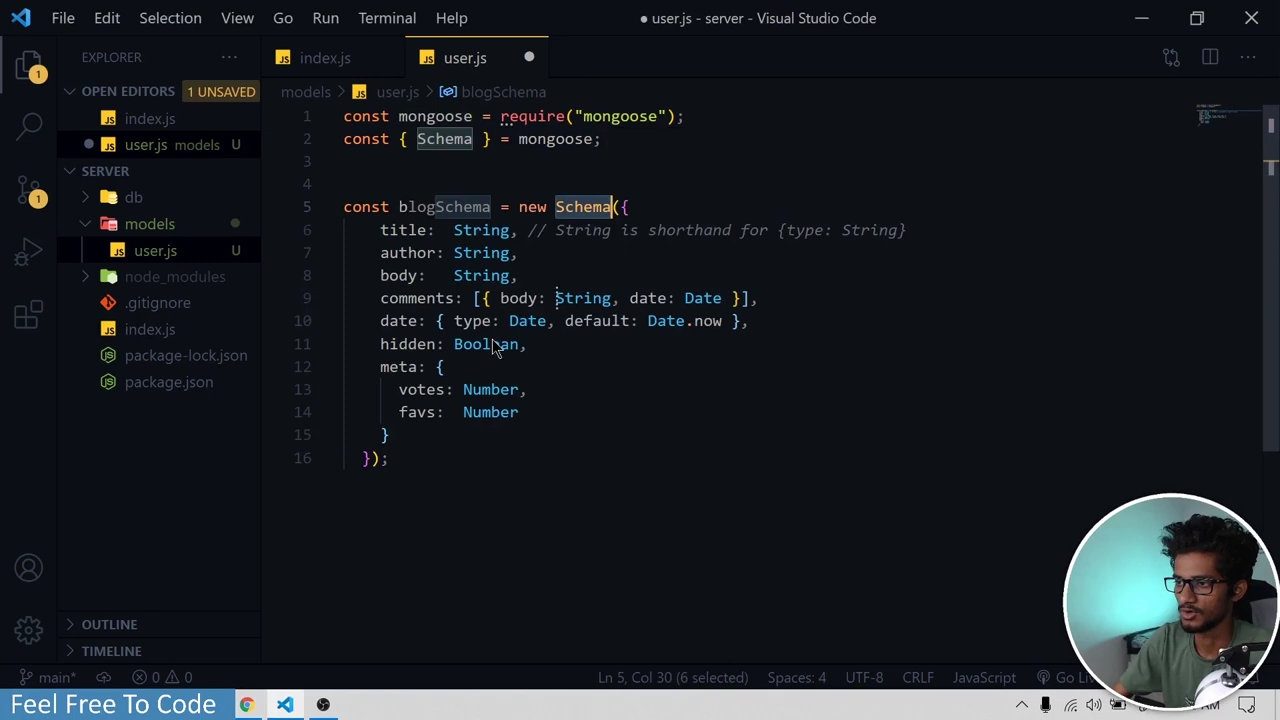 File Edit Selection View Go Run Terminal Help ● user.js - server - Visual Studio Code
EXPLORER ···
JS index.js
JS user.js
OPEN EDITORS 1 UNSAVED
JS index.js
JS user.js models U
SERVER
db
models
JS user.js U
node_modules
.gitignore
JS index.js
package-lock.json
package.json
OUTLINE
TIMELINE
1
1
models > JS user.js > blogSchema
1 const mongoose = require("mongoose");
2 const { Schema } = mongoose;
3
4
5 const blogSchema = new Schema({
6 title:  String, // String is shorthand for {type: String}
7 author: String,
8 body:   String,
9 comments: [{ body: String, date: Date }],
10 date: { type: Date, default: Date.now },
11 hidden: Boolean,
12 meta: {
13 votes: Number,
14 favs:  Number
15 }
16 });
main* 0 0 Ln 5, Col 30 (6 selected) Spaces: 4 UTF-8 CRLF JavaScript Go Li
Feel Free To Code
AM